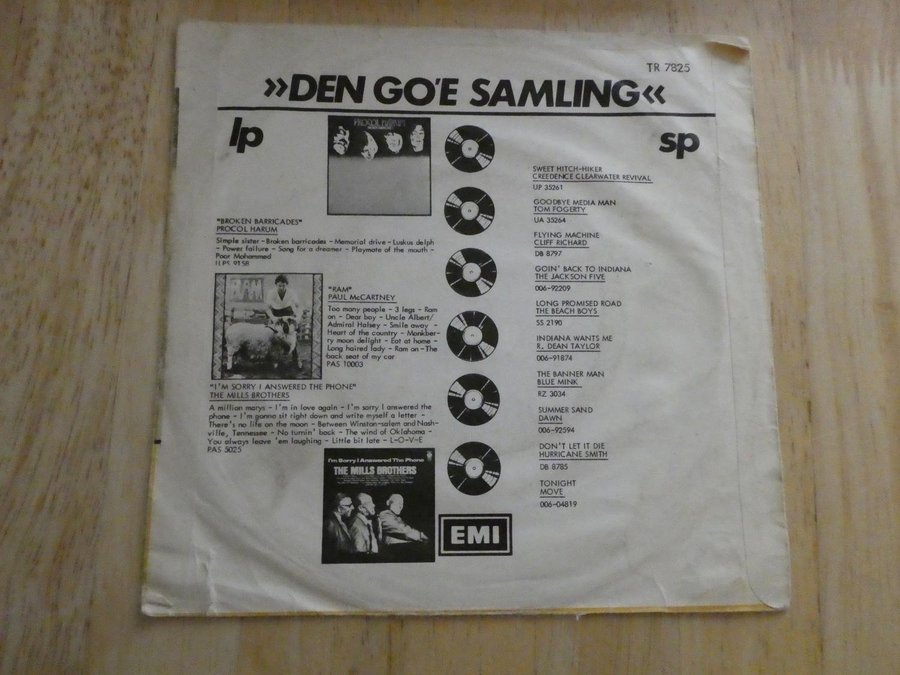 TR 7825
»DEN GO'E SAMLING«
lp
sp
PROCOL HARUM
"BROKEN BARRICADES"
PROCOL HARUM
Simple sister – Broken barricades – Memorial drive – Luskus delph
– Power failure – Song for a dreamer – Playmate of the mouth –
Poor Mohammed
ILPS 9158
RAM
"RAM"
PAUL McCARTNEY
Too many people – 3 legs – Ram
on – Dear boy – Uncle Albert/
Admiral Halsey – Smile away –
Heart of the country – Monkber-
ry moon delight – Eat at home –
Long haired lady – Ram on – The
back seat of my car
PAS 10003
"I'M SORRY I ANSWERED THE PHONE"
THE MILLS BROTHERS
A million marys – I'm in love again – I'm sorry I answered the
phone – I'm gonna sit right down and write myself a letter –
There's no life on the moon – Between Winston-salem and Nash-
ville, Tennessee – No turnin' back – The wind of Oklahoma –
You always leave 'em laughing – Little bit late – L-O-V-E
PAS 5025
I'm Sorry I Answered The Phone
THE MILLS BROTHERS
EMI
SWEET HITCH-HIKER
CREEDENCE CLEARWATER REVIVAL
UP 35261
GOODBYE MEDIA MAN
TOM FOGERTY
UA 35264
FLYING MACHINE
CLIFF RICHARD
DB 8797
GOIN' BACK TO INDIANA
THE JACKSON FIVE
006-92209
LONG PROMISED ROAD
THE BEACH BOYS
SS 2190
INDIANA WANTS ME
R. DEAN TAYLOR
006-91874
THE BANNER MAN
BLUE MINK
RZ 3034
SUMMER SAND
DAWN
006-92594
DON'T LET IT DIE
HURRICANE SMITH
DB 8785
TONIGHT
MOVE
006-04819